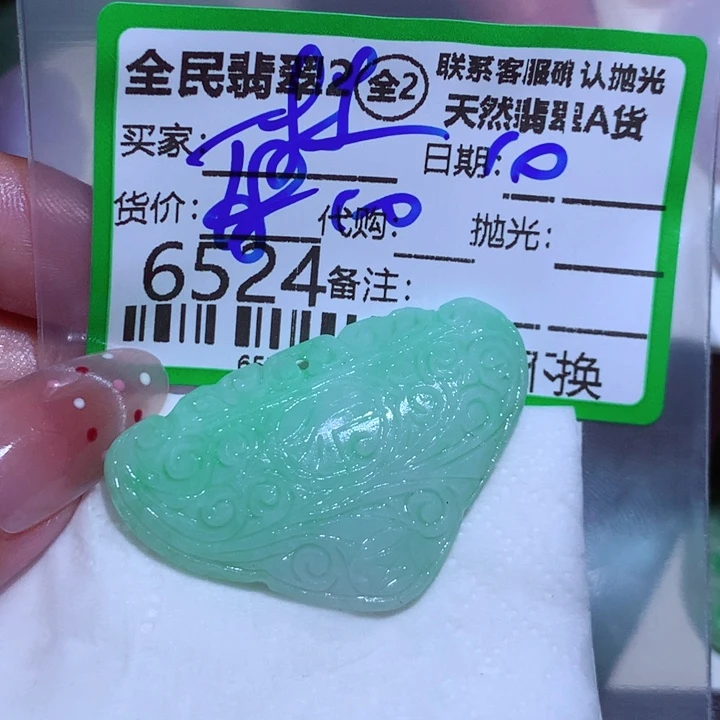 全民翡翠2 全2
联系客服确认抛光
天然翡翠A货
买家:
日期:
货价:
代购:
抛光:
6524
备注:
换